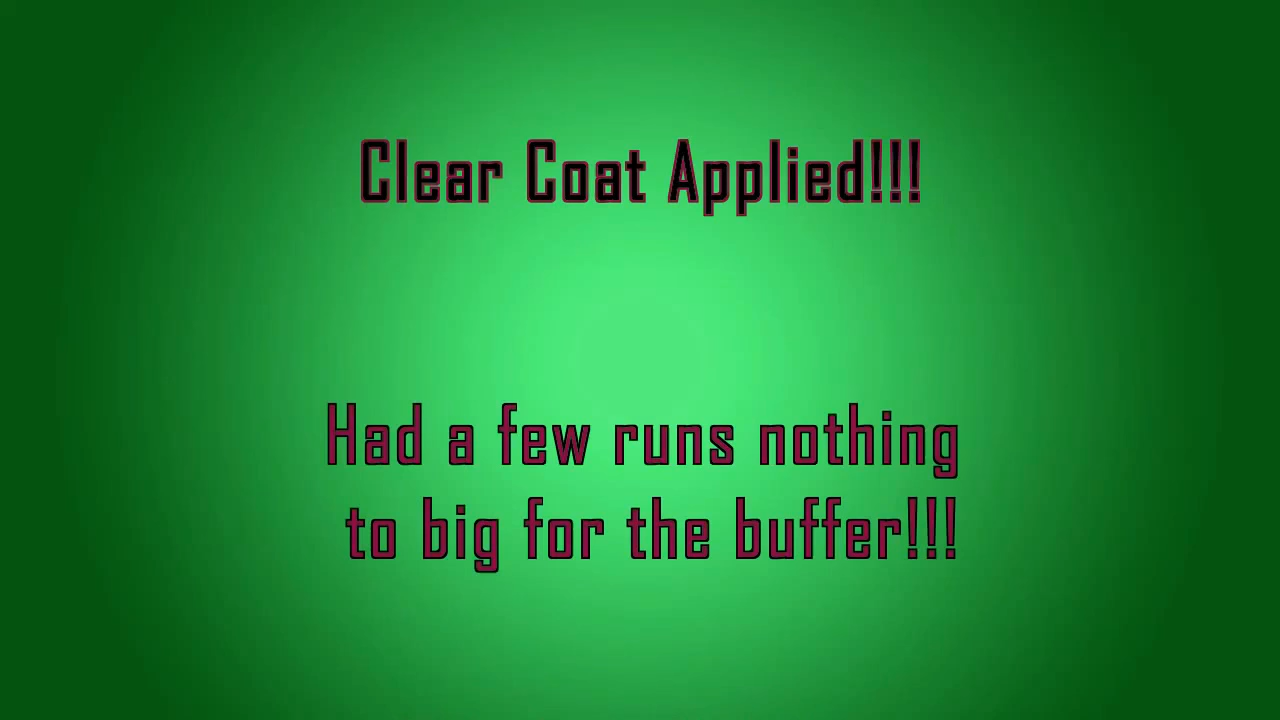 Clear Coat Applied!!!
Had a few runs nothing
to big for the buffer!!!